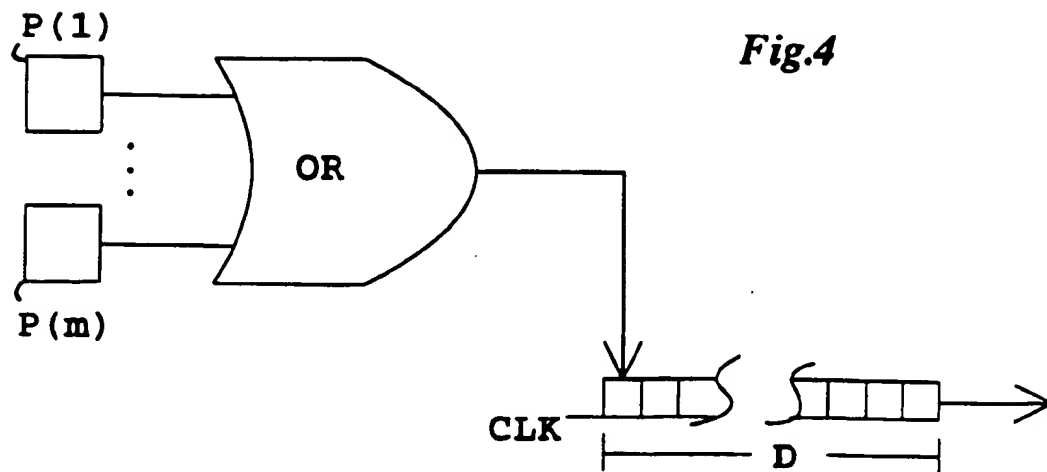 P(1)
Fig.4
OR
P(m)
CLK
D